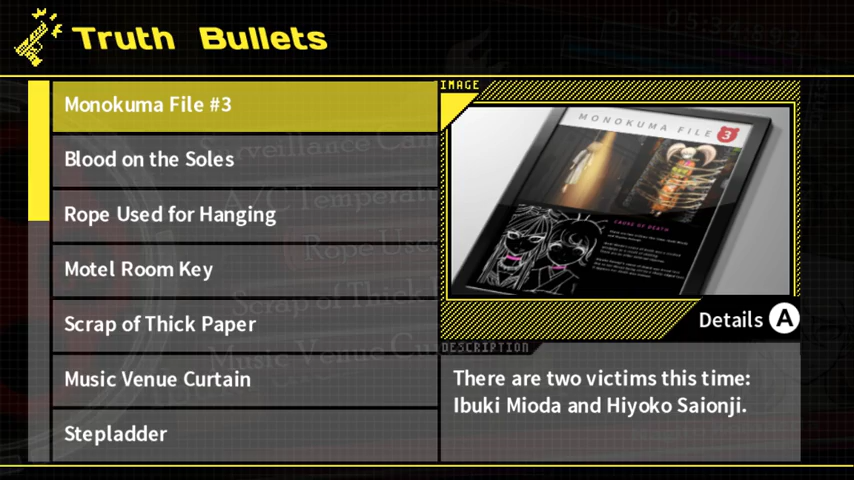 Truth Bullets
Monokuma File #3
Blood on the Soles
Rope Used for Hanging
Motel Room Key
Scrap of Thick Paper
Music Venue Curtain
Stepladder
IMAGE
MONOKUMA FILE 3
CAUSE OF DEATH
Details A
DESCRIPTION
There are two victims this time:
Ibuki Mioda and Hiyoko Saionji.